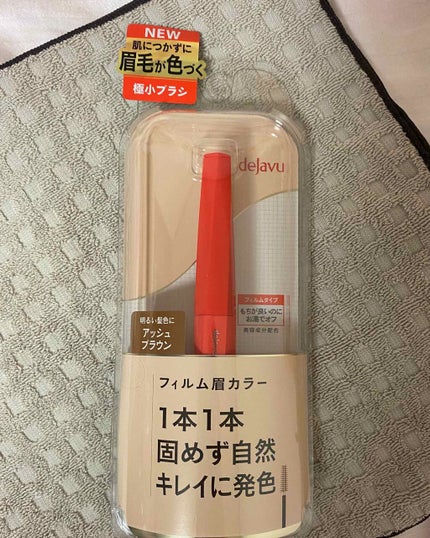 NEW
肌につかずに
眉毛が色づく
極小ブラシ
dejavu
フィルムタイプ
もちが良いのに
お湯でオフ
美容成分配合
明るい髪色に
アッシュ
ブラウン
フィルム眉カラー
1本1本
固めず自然
キレイに発色